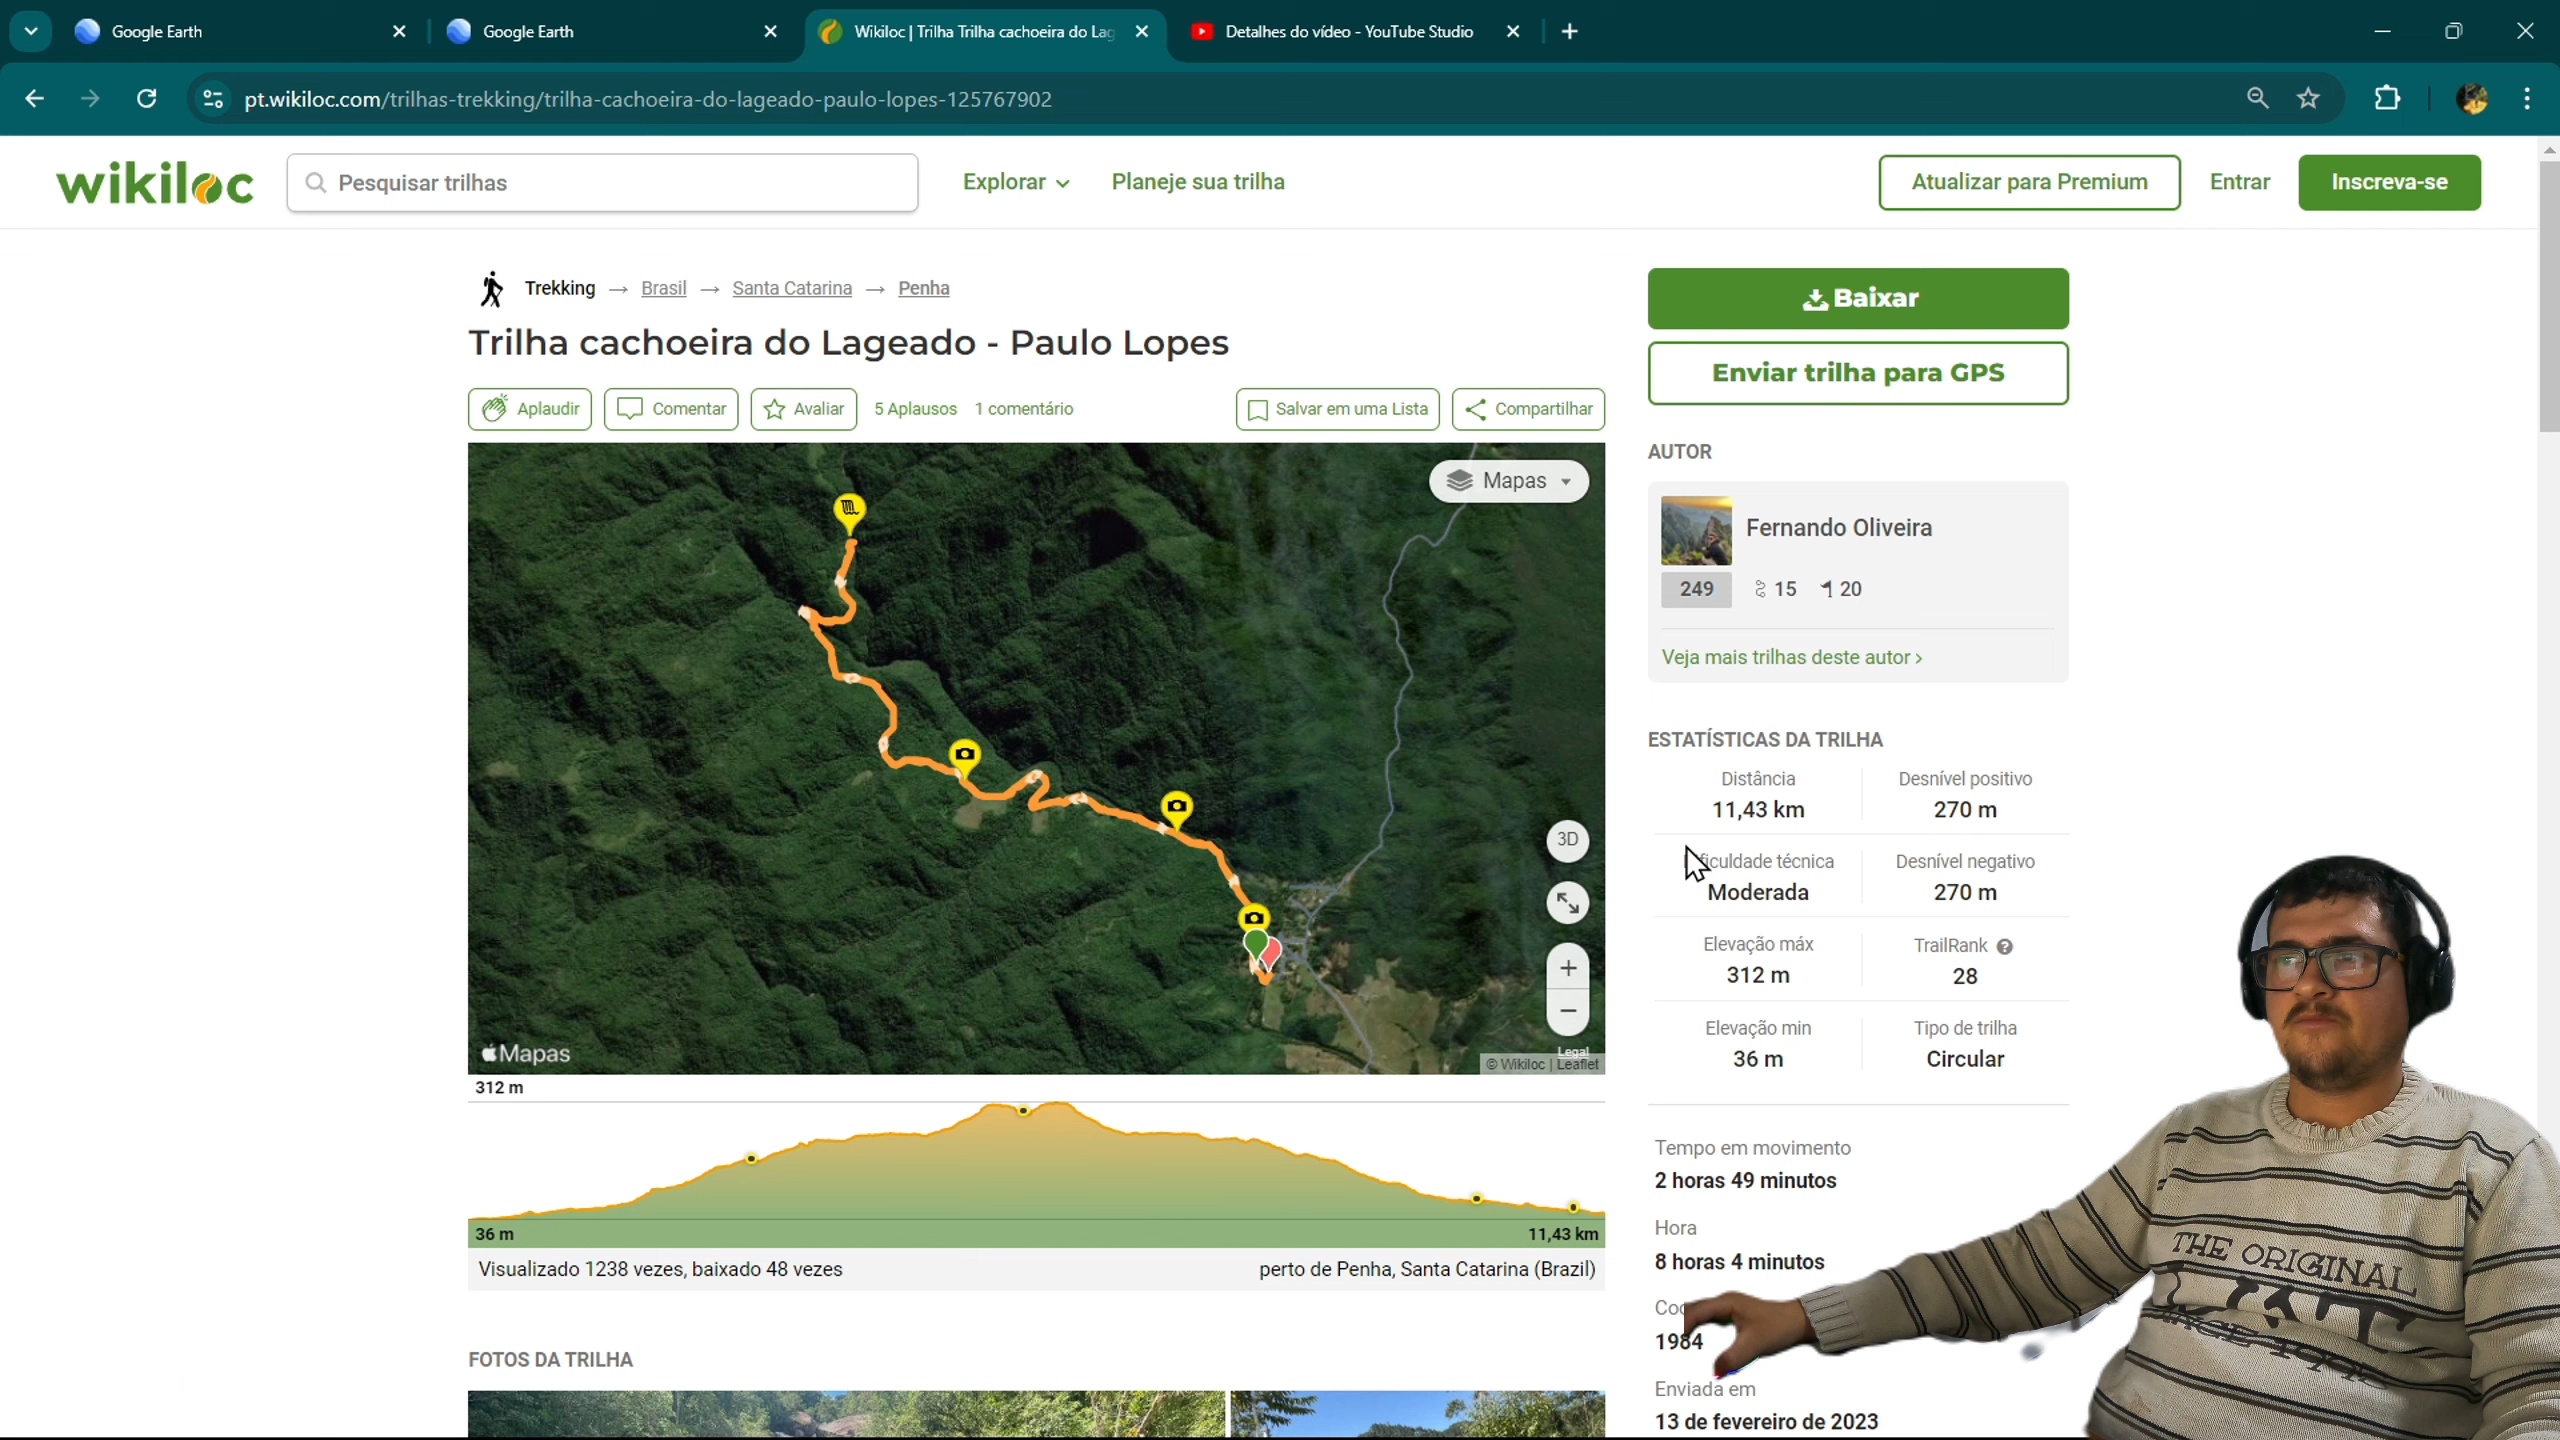 Google Earth
Google Earth
Wikiloc | Trilha Trilha cachoeira do Lag
Detalhes do vídeo - YouTube Studio
pt.wikiloc.com/trilhas-trekking/trilha-cachoeira-do-lageado-paulo-lopes-125767902
wikiloc
Pesquisar trilhas
Explorar
Planeje sua trilha
Atualizar para Premium
Entrar
Inscreva-se
Trekking → Brasil → Santa Catarina → Penha
Trilha cachoeira do Lageado - Paulo Lopes
Aplaudir
Comentar
Avaliar
5 Aplausos
1 comentário
Salvar em uma Lista
Compartilhar
Mapas
3D
+
−
Mapas
Legal
© Wikiloc | Leaflet
312 m
36 m
11,43 km
Visualizado 1238 vezes, baixado 48 vezes
perto de Penha, Santa Catarina (Brazil)
FOTOS DA TRILHA
Baixar
Enviar trilha para GPS
AUTOR
Fernando Oliveira
249
15
20
Veja mais trilhas deste autor ›
ESTATÍSTICAS DA TRILHA
Distância
11,43 km
Desnível positivo
270 m
ficuldade técnica
Moderada
Desnível negativo
270 m
Elevação máx
312 m
TrailRank ?
28
Elevação min
36 m
Tipo de trilha
Circular
Tempo em movimento
2 horas 49 minutos
Hora
8 horas 4 minutos
1984
Enviada em
13 de fevereiro de 2023
THE ORIGINAL